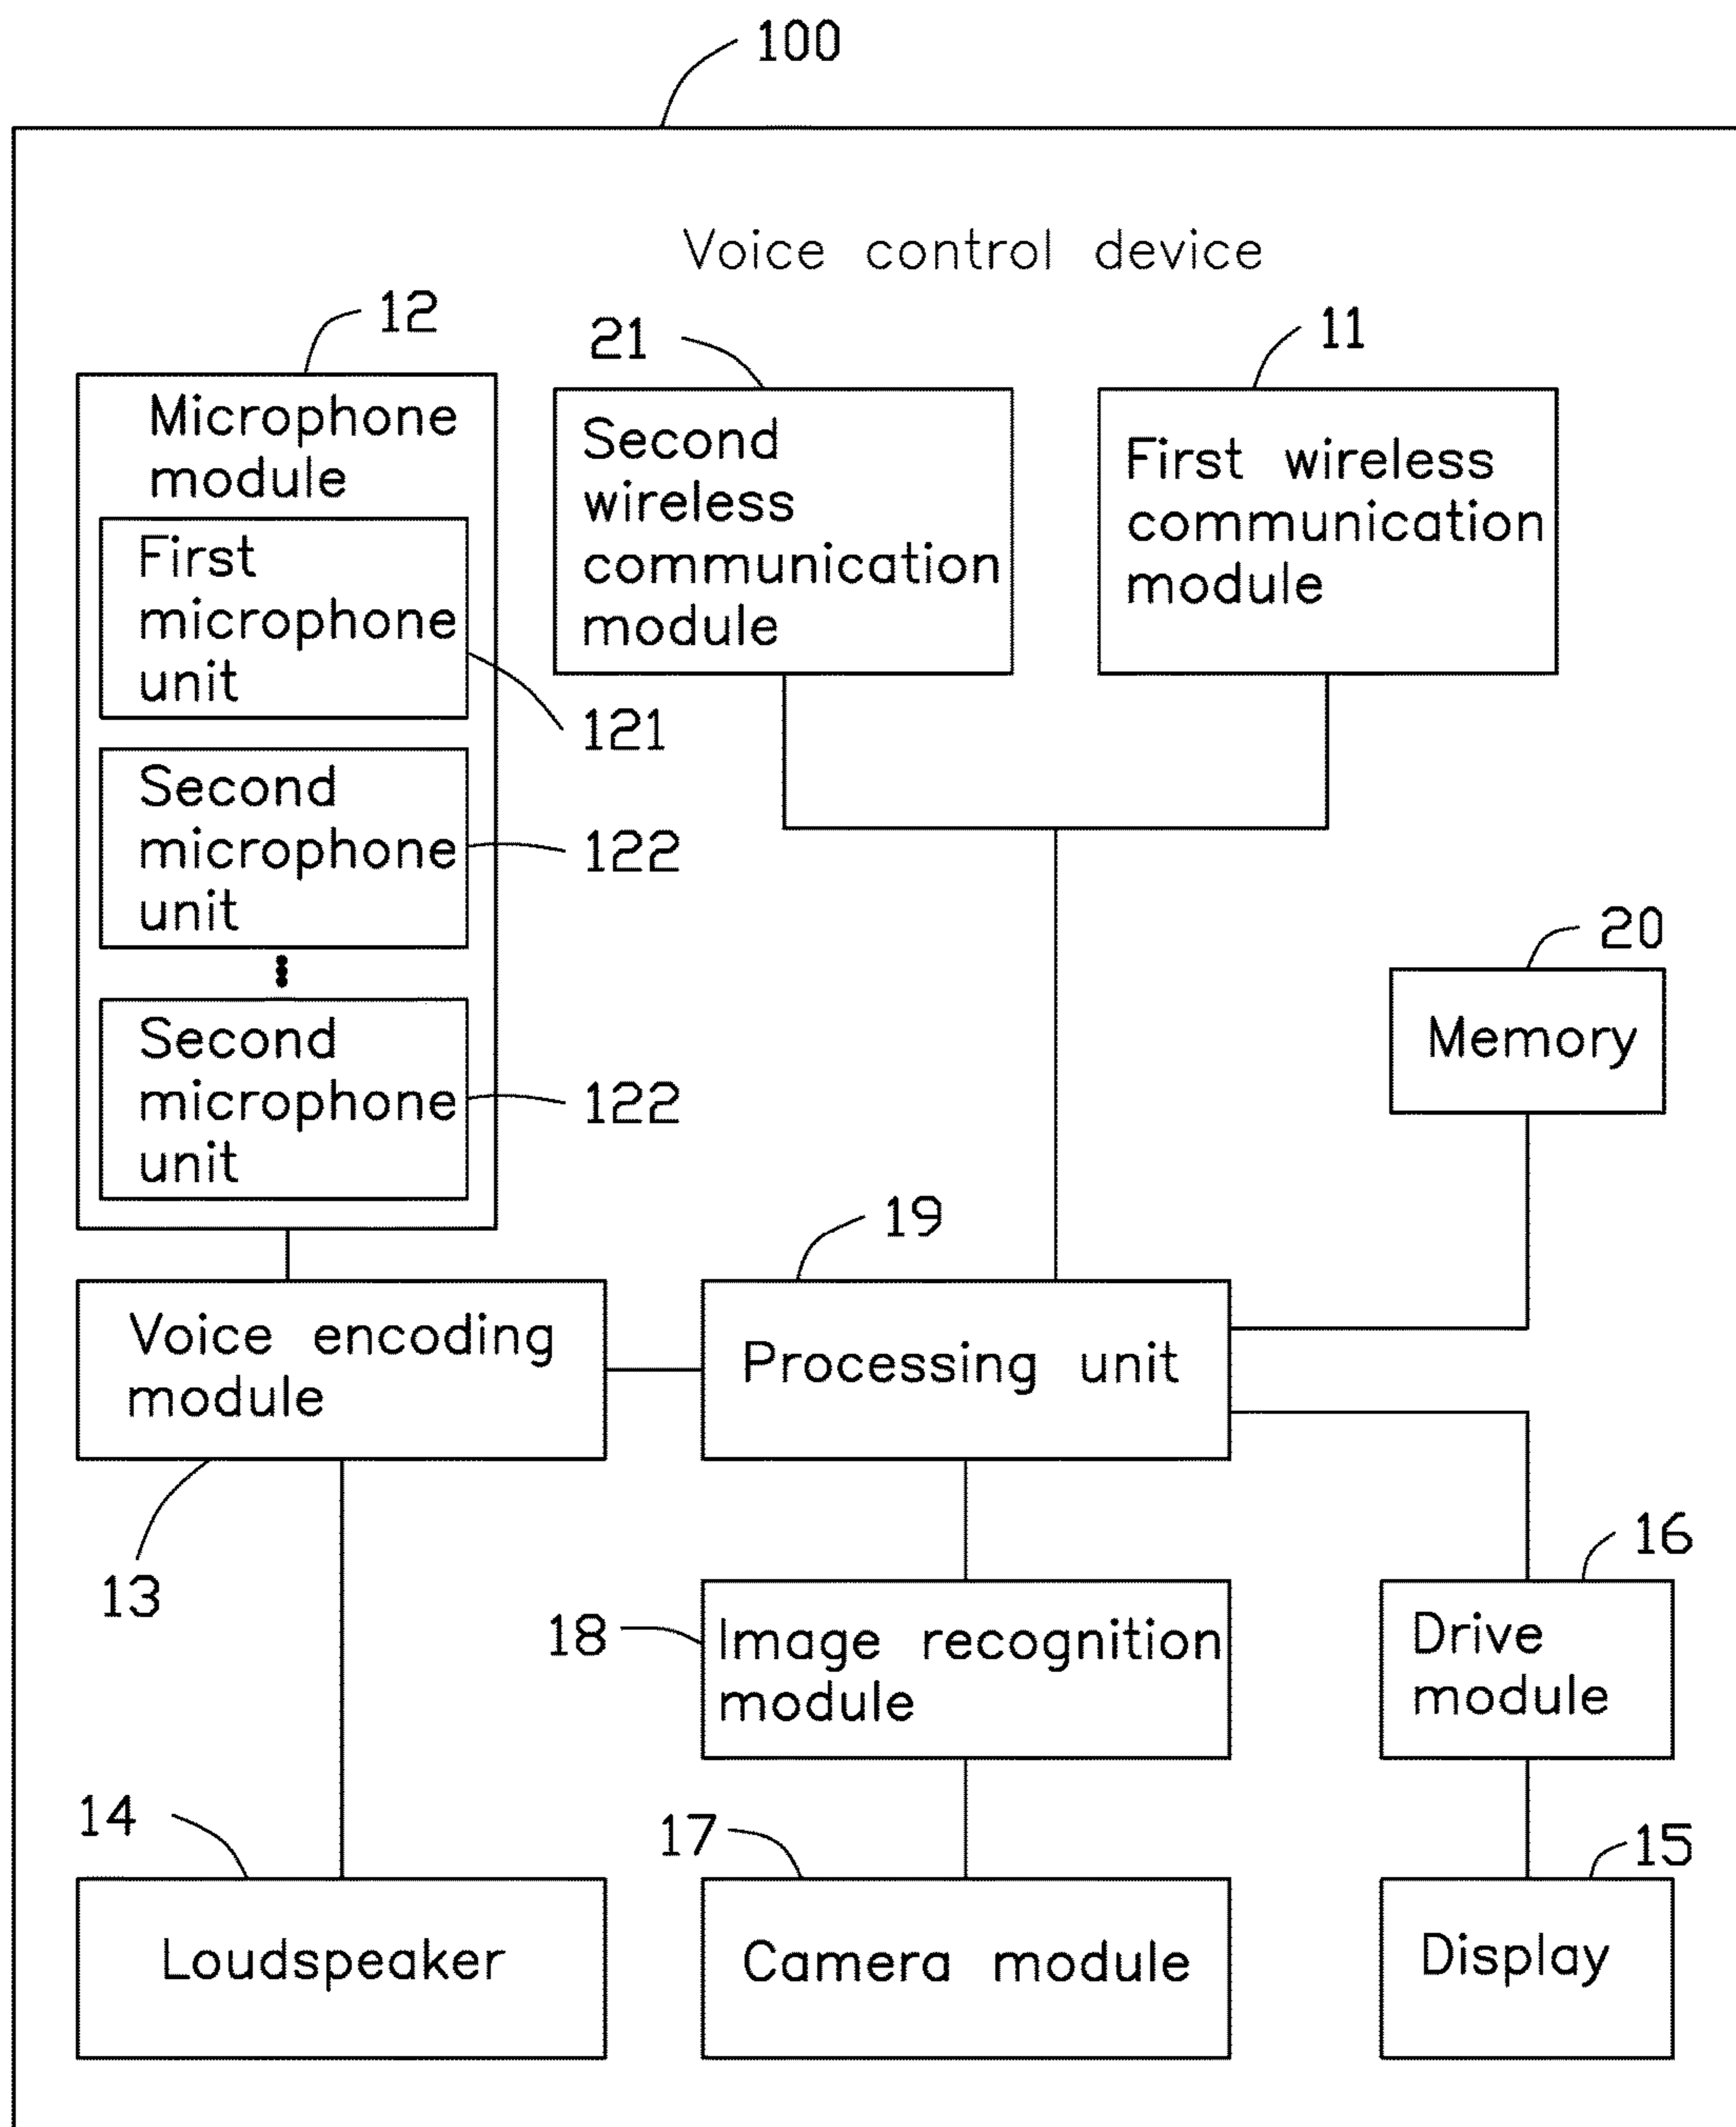 100
Voice control device
12
21
11
Microphone
module
First
microphone
unit
121
Second
microphone
unit
122
Second
microphone
unit
122
Second
wireless
communication
module
First wireless
communication
module
20
Memory
19
Voice encoding
module
Processing unit
13
16
18
Image recognition
module
Drive
module
14
17
15
Loudspeaker
Camera module
Display